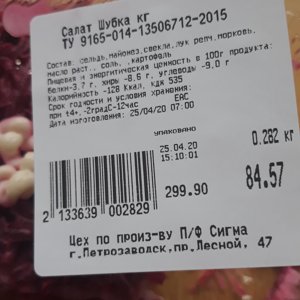 Салат Шубка кг
ТУ 9165-014-13506712-2015
Состав: сельдь,майонез,свекла,лук репч,морковь,
масло раст., соль, ,картофель
Пищевая и энергетическая ценность в 100г продукта:
Белки-3,7 г. жиры -8,6 г, углеводы -9,0 г
Калорийность -128 Ккал, кДж 535
Срок годности и условия хранения:
при t4+,-2градС-12час ЕАС
Дата изготовления: 25/04/20 07:00
упаковано
25.04.20
15:10:01
0.282 кг
299.90
84.57
2 133639 002829
Цех по произ-ву П/Ф Сигма
г.Петрозаводск,пр.Лесной, 47